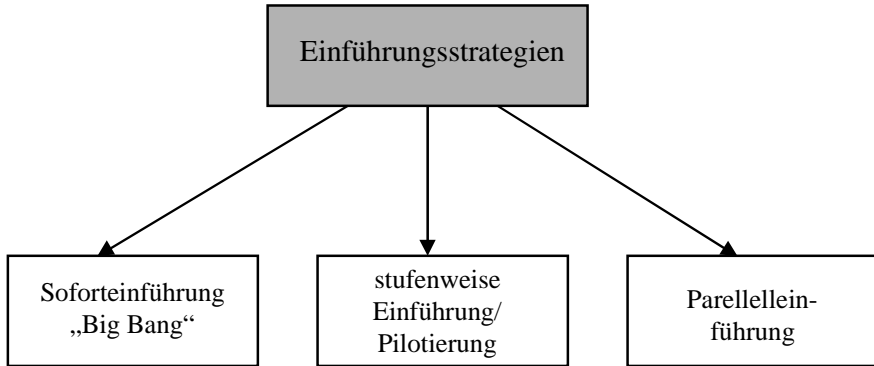 Einführungsstrategien
Soforteinführung
„Big Bang“
stufenweise
Einführung/
Pilotierung
Parellelein-
führung